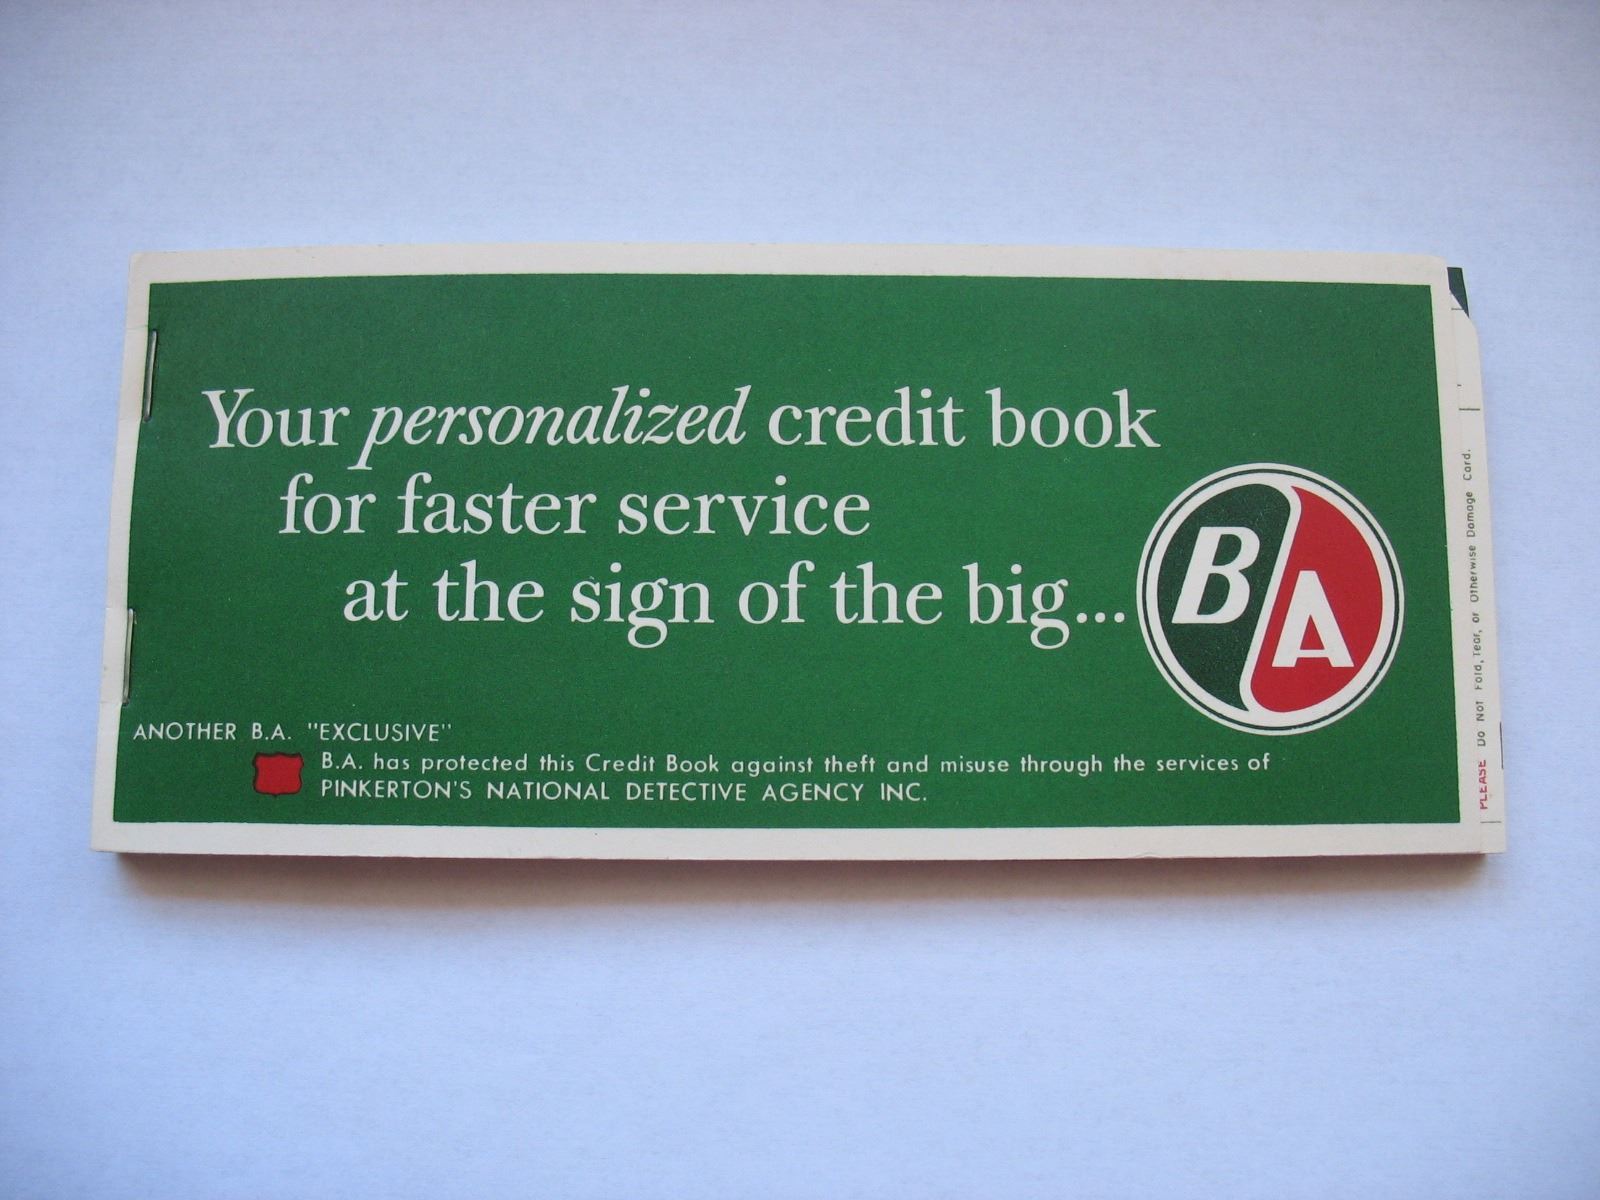 Your personalized credit book
for faster service
at the sign of the big...
BA
ANOTHER B.A. "EXCLUSIVE"
B.A. has protected this Credit Book against theft and misuse through the services of
PINKERTON'S NATIONAL DETECTIVE AGENCY INC.
PLEASE Do Not Fold, Tear, or Otherwise Damage Card.